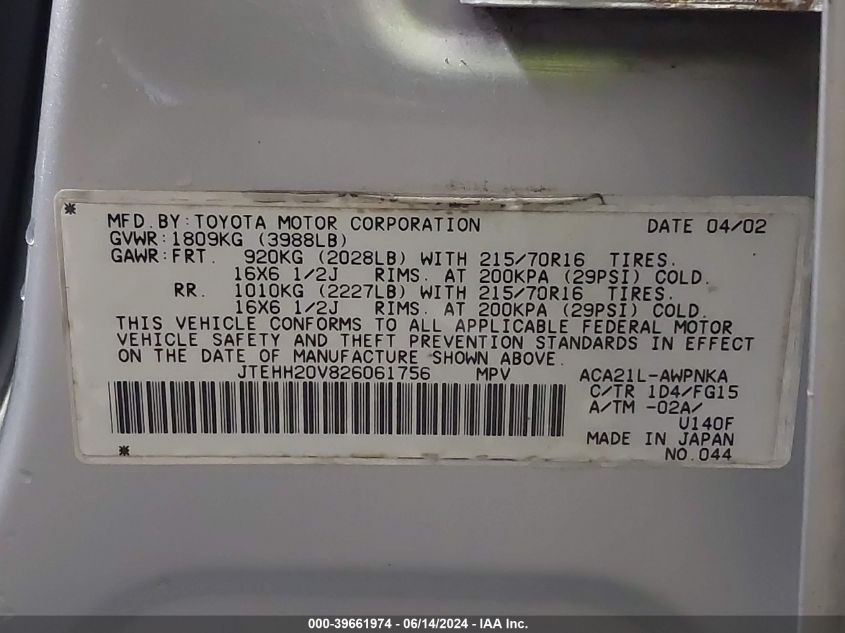 MFD.BY:TOYOTA MOTOR CORPORATION DATE 04/02
GVWR:1809KG (3988LB)
GAWR:FRT. 920KG (2028LB) WITH 215/70R16 TIRES.
16X6 1/2J RIMS. AT 200KPA (29PSI) COLD.
RR. 1010KG (2227LB) WITH 215/70R16 TIRES.
16X6 1/2J RIMS. AT 200KPA (29PSI) COLD.
THIS VEHICLE CONFORMS TO ALL APPLICABLE FEDERAL MOTOR
VEHICLE SAFETY AND THEFT PREVENTION STANDARDS IN EFFECT
ON THE DATE OF MANUFACTURE SHOWN ABOVE.
JTEHH20V826061756 MPV ACA21L-AWPNKA
C/TR 1D4/FG15
A/TM -02A/
U140F
MADE IN JAPAN
NO.044
000-39661974 - 06/14/2024 - IAA Inc.